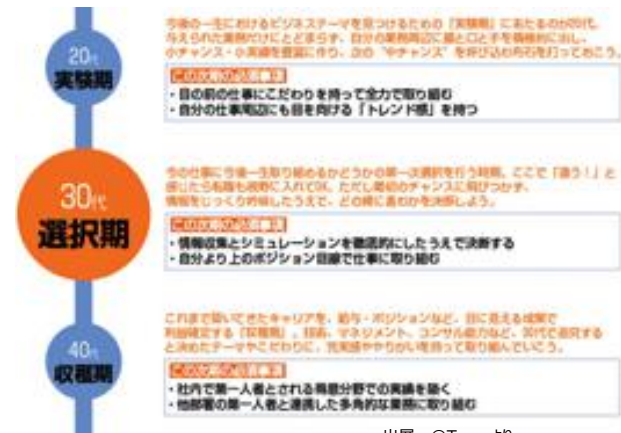 20代
実験期
今後の一生におけるビジネステーマを見つけるための「実験期」にあたるのが20代。
与えられた業務だけにとどまらず、自分の業務周辺に顔と口と手を積極的に出し、
小チャンス・小実績を豊富に作り、次の“中チャンス”を呼び込む布石を打っておこう。
この次期の必須事項
・目の前の仕事にこだわりを持って全力で取り組む
・自分の仕事周辺にも目を向ける「トレンド感」を持つ
30代
選択期
今の仕事に今後一生取り組めるかどうかの第一次選択を行う時期。ここで「違う！」と
感じたら転職も視野に入れてOK。ただし最初のチャンスに飛びつかず、
情報をじっくり吟味したうえで、どの線に進むかを決断しよう。
この次期の必須事項
・情報収集とシミュレーションを徹底的にしたうえで決断する
・自分より上のポジション目線で仕事に取り組む
40代
収穫期
これまで築いてきたキャリアを、給与・ポジションなど、目に見える成果で
利益確定する「収穫期」。技術、マネジメント、コンサル能力など、30代で追究する
と決めたテーマやこだわりに、充実感ややりがいを持って取り組んでいこう。
この次期の必須事項
・社内で第一人者とされる得意分野での実績を築く
・他部署の第一人者と連携した多角的な業務に取り組む